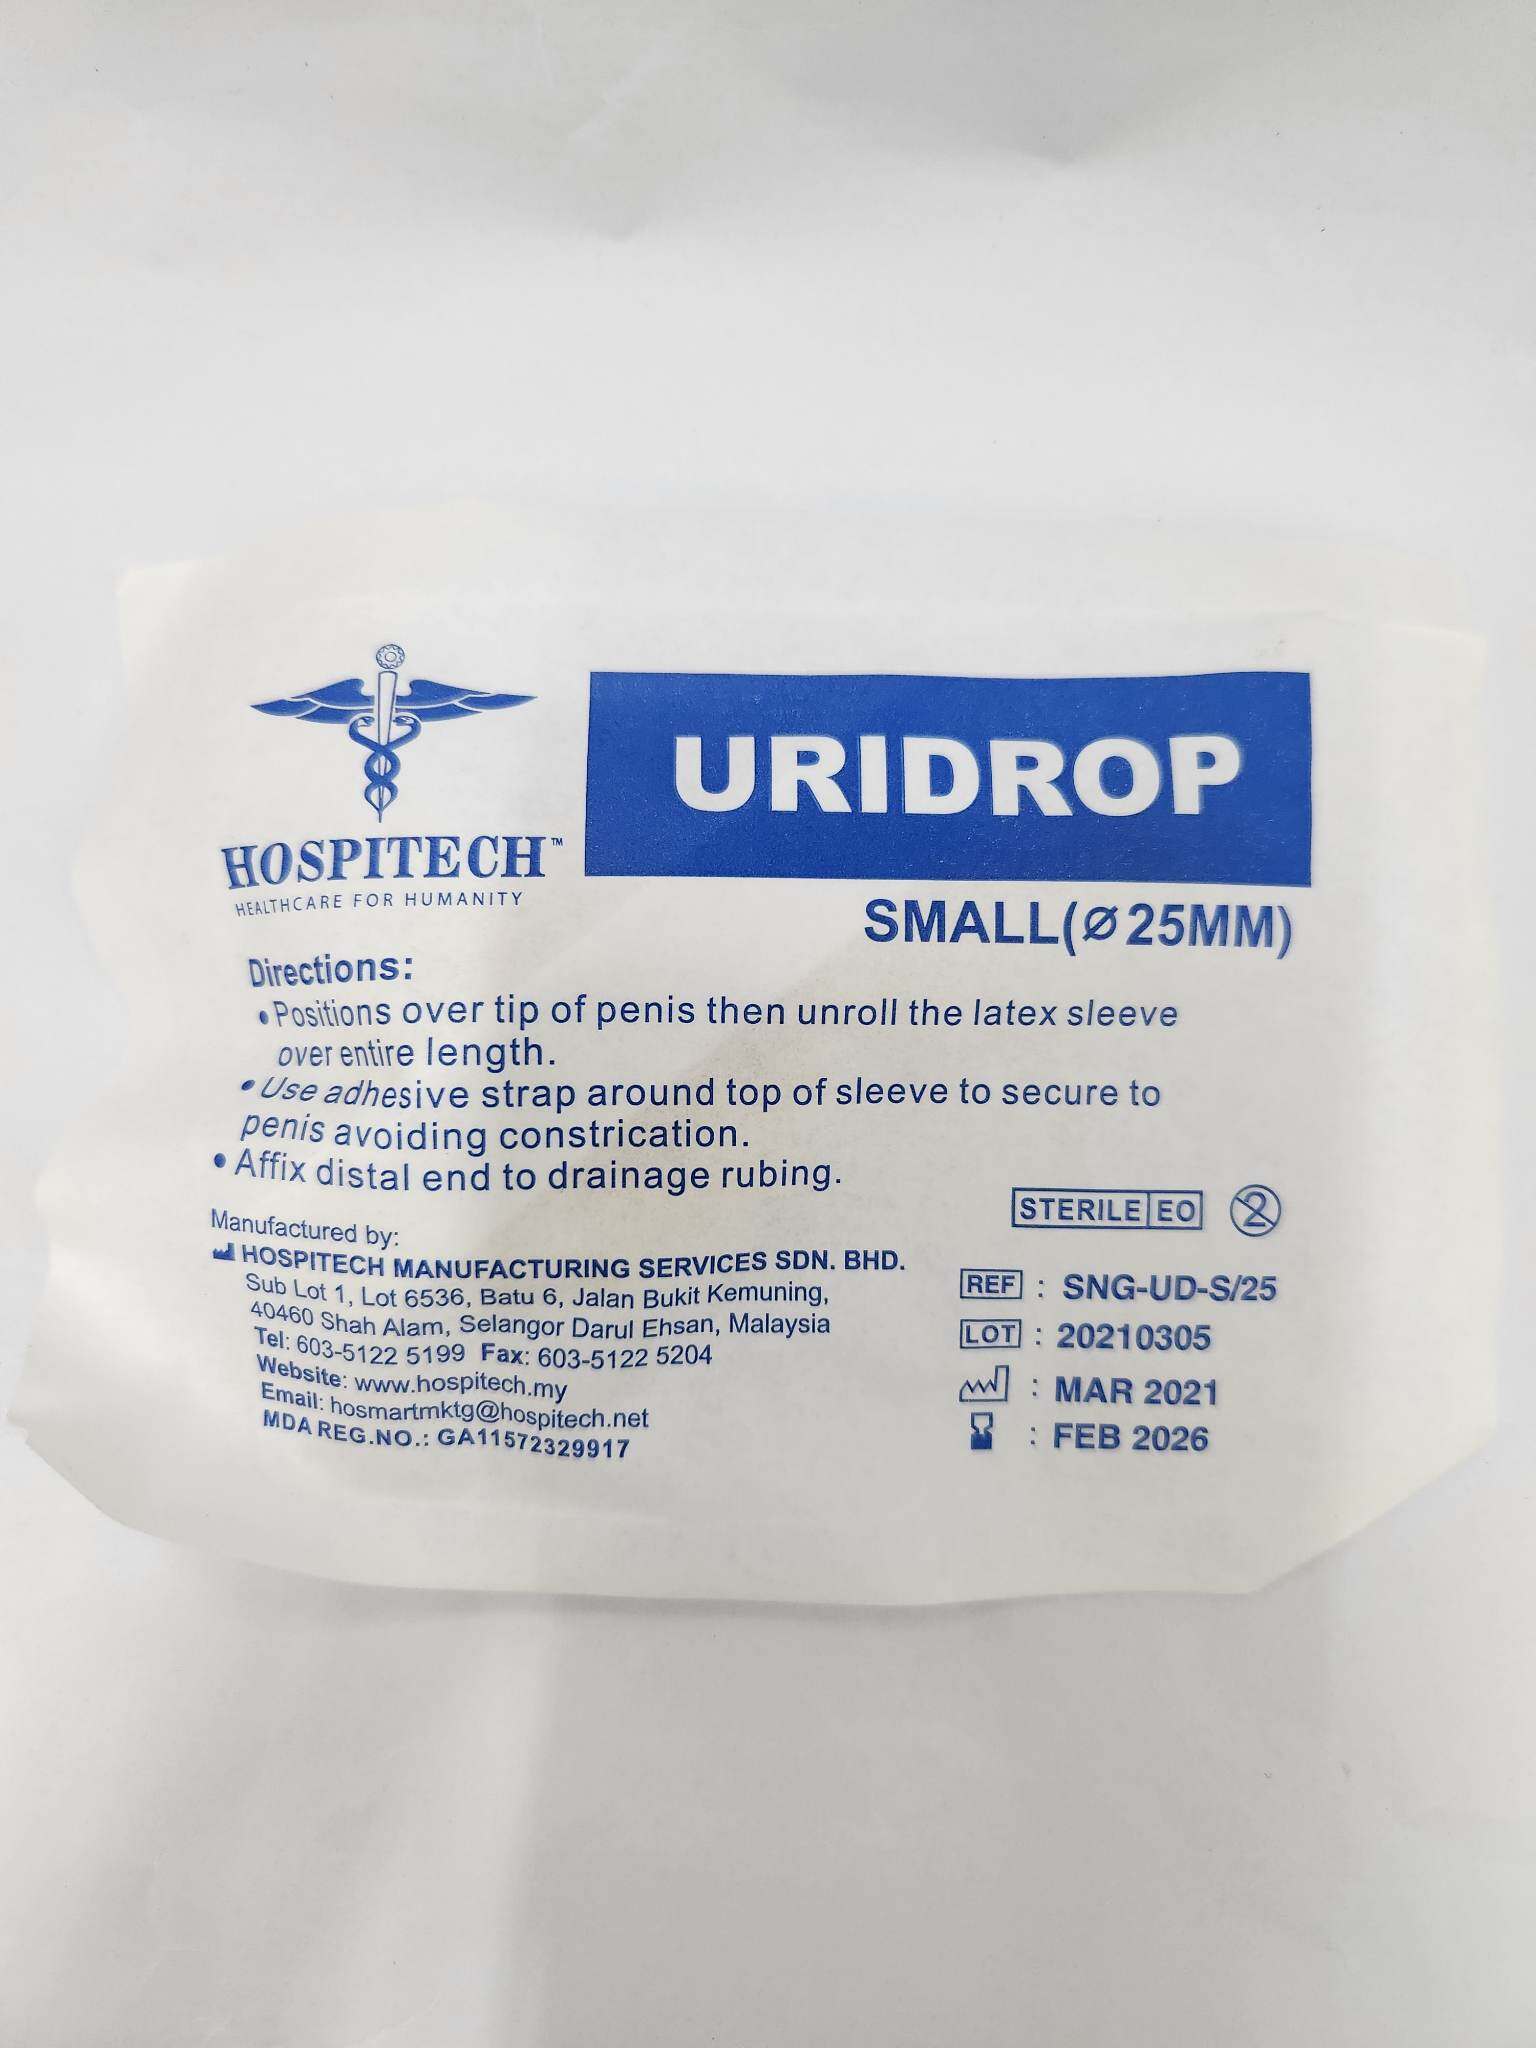 HOSPITECH™
HEALTHCARE FOR HUMANITY
URIDROP
SMALL(⌀25MM)
Directions:
•Positions over tip of penis then unroll the latex sleeve
over entire length.
•Use adhesive strap around top of sleeve to secure to
penis avoiding constrication.
•Affix distal end to drainage rubing.
Manufactured by:
HOSPITECH MANUFACTURING SERVICES SDN. BHD.
Sub Lot 1, Lot 6536, Batu 6, Jalan Bukit Kemuning,
40460 Shah Alam, Selangor Darul Ehsan, Malaysia
Tel: 603-5122 5199 Fax: 603-5122 5204
Website: www.hospitech.my
Email: hosmartmktg@hospitech.net
MDA REG.NO.: GA11572329917
STERILE EO 2
REF : SNG-UD-S/25
LOT : 20210305
: MAR 2021
: FEB 2026